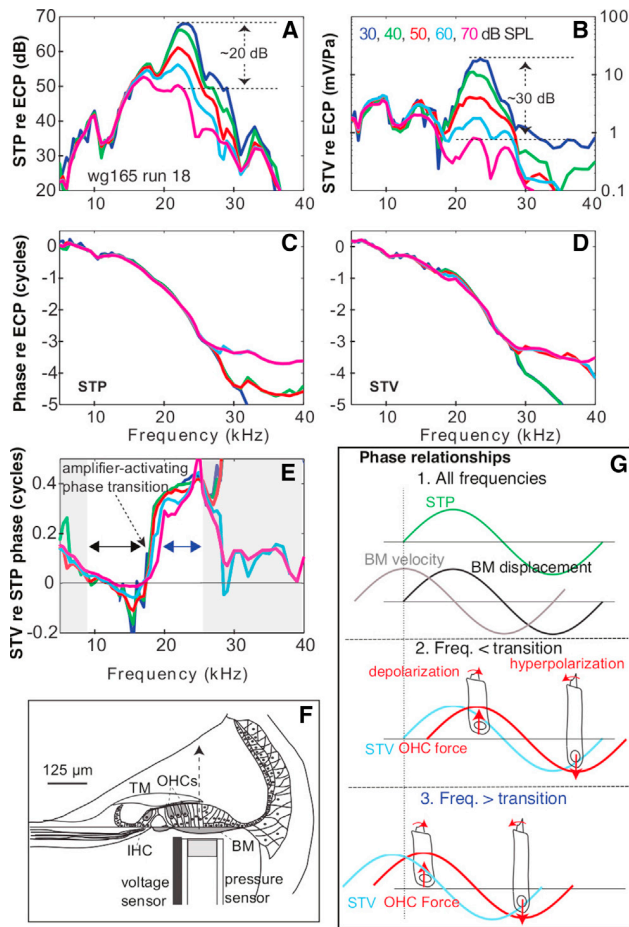 A
STP re ECP (dB)
70
60
50
40
30
20
~20 dB
wg165 run 18
10 20 30 40
B
STV re ECP (mV/Pa)
30, 40, 50, 60, 70 dB SPL
100
10
1
0.1
~30 dB
10 20 30 40
C
Phase re ECP (cycles)
0
-1
-2
-3
-4
-5
STP
10 20 30 40
Frequency (kHz)
D
0
-1
-2
-3
-4
-5
STV
10 20 30 40
Frequency (kHz)
E
STV re STP phase (cycles)
0.4
0.2
0
-0.2
amplifier-activating
phase transition
10 20 30 40
Frequency (kHz)
F
125 µm
TM
OHCs
IHC
BM
voltage
sensor
pressure
sensor
G
Phase relationships
1. All frequencies
STP
BM velocity
BM displacement
2. Freq. < transition
depolarization
hyperpolarization
STV OHC force
3. Freq. > transition
STV OHC Force